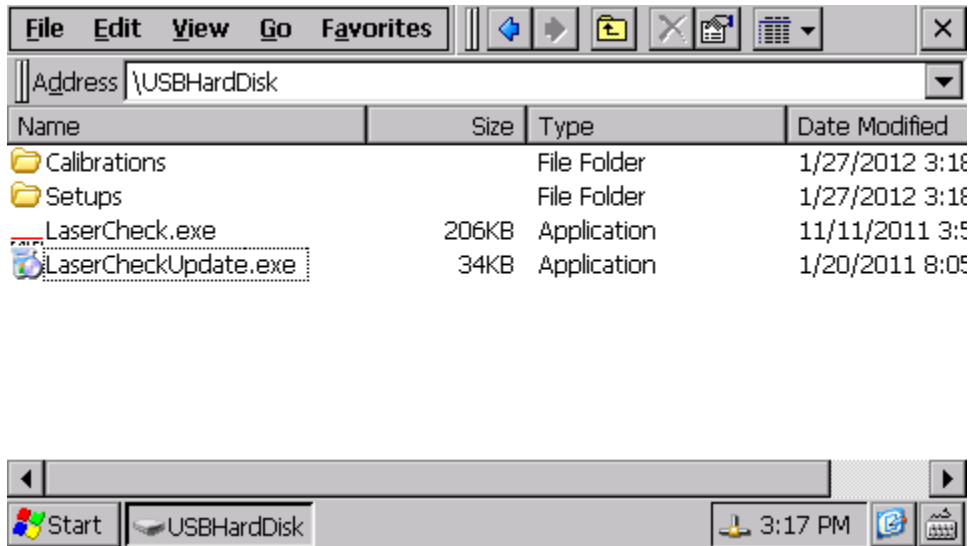 File Edit View Go Favorites
Address \USBHardDisk
Name Size Type Date Modified
Calibrations File Folder 1/27/2012 3:18
Setups File Folder 1/27/2012 3:18
LaserCheck.exe 206KB Application 11/11/2011 3:5
LaserCheckUpdate.exe 34KB Application 1/20/2011 8:05
Start USBHardDisk 3:17 PM